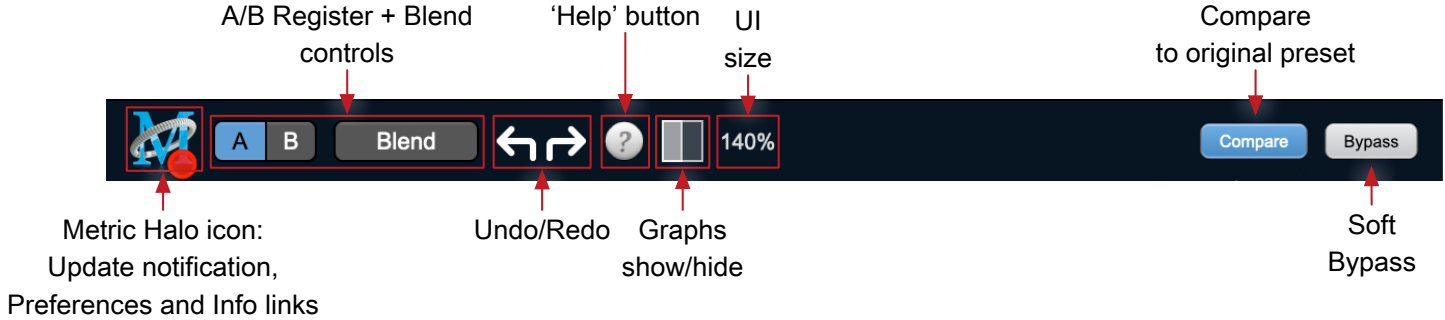 A/B Register + Blend
controls
‘Help’ button
UI
size
Compare
to original preset
M
A
B
Blend
?
140%
Compare
Bypass
Metric Halo icon:
Update notification,
Preferences and Info links
Undo/Redo
Graphs
show/hide
Soft
Bypass